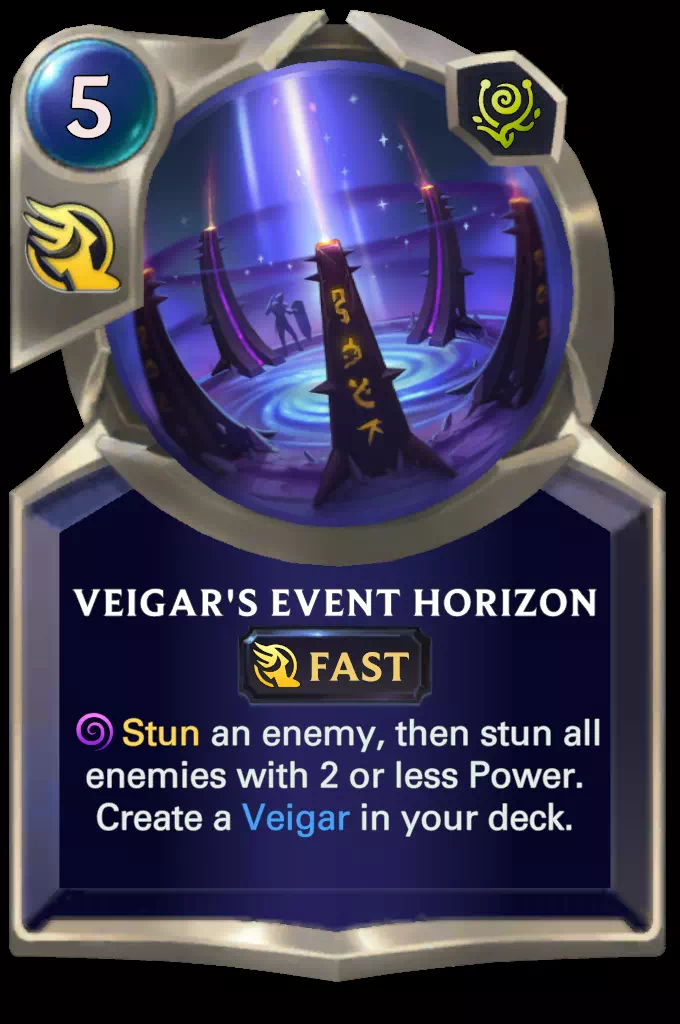 5
VEIGAR'S EVENT HORIZON
FAST
Stun an enemy, then stun all
enemies with 2 or less Power.
Create a Veigar in your deck.